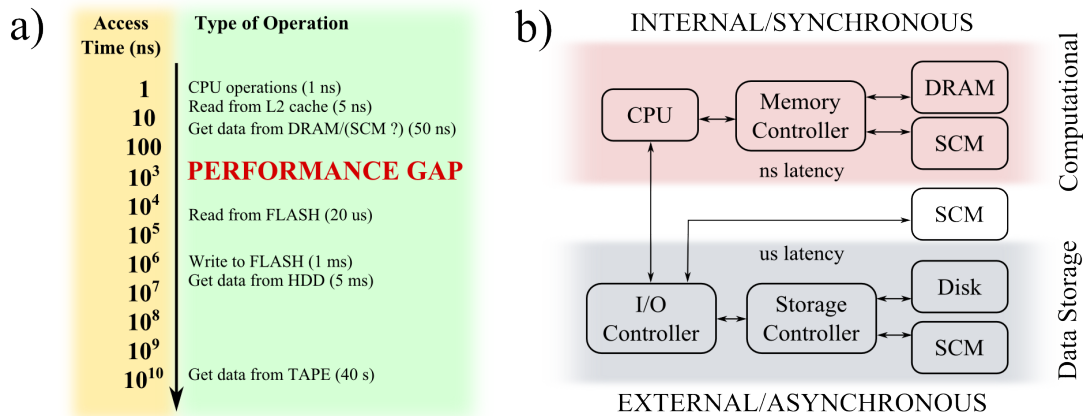 a)
Access
Time (ns)
Type of Operation
1
CPU operations (1 ns)
Read from L2 cache (5 ns)
10
Get data from DRAM/(SCM ?) (50 ns)
100
10³
PERFORMANCE GAP
10⁴
Read from FLASH (20 us)
10⁵
10⁶
Write to FLASH (1 ms)
Get data from HDD (5 ms)
10⁷
10⁸
10⁹
10¹⁰
Get data from TAPE (40 s)
b)
INTERNAL/SYNCHRONOUS
CPU
Memory
Controller
DRAM
SCM
ns latency
Computational
SCM
us latency
I/O
Controller
Storage
Controller
Disk
SCM
Data Storage
EXTERNAL/ASYNCHRONOUS